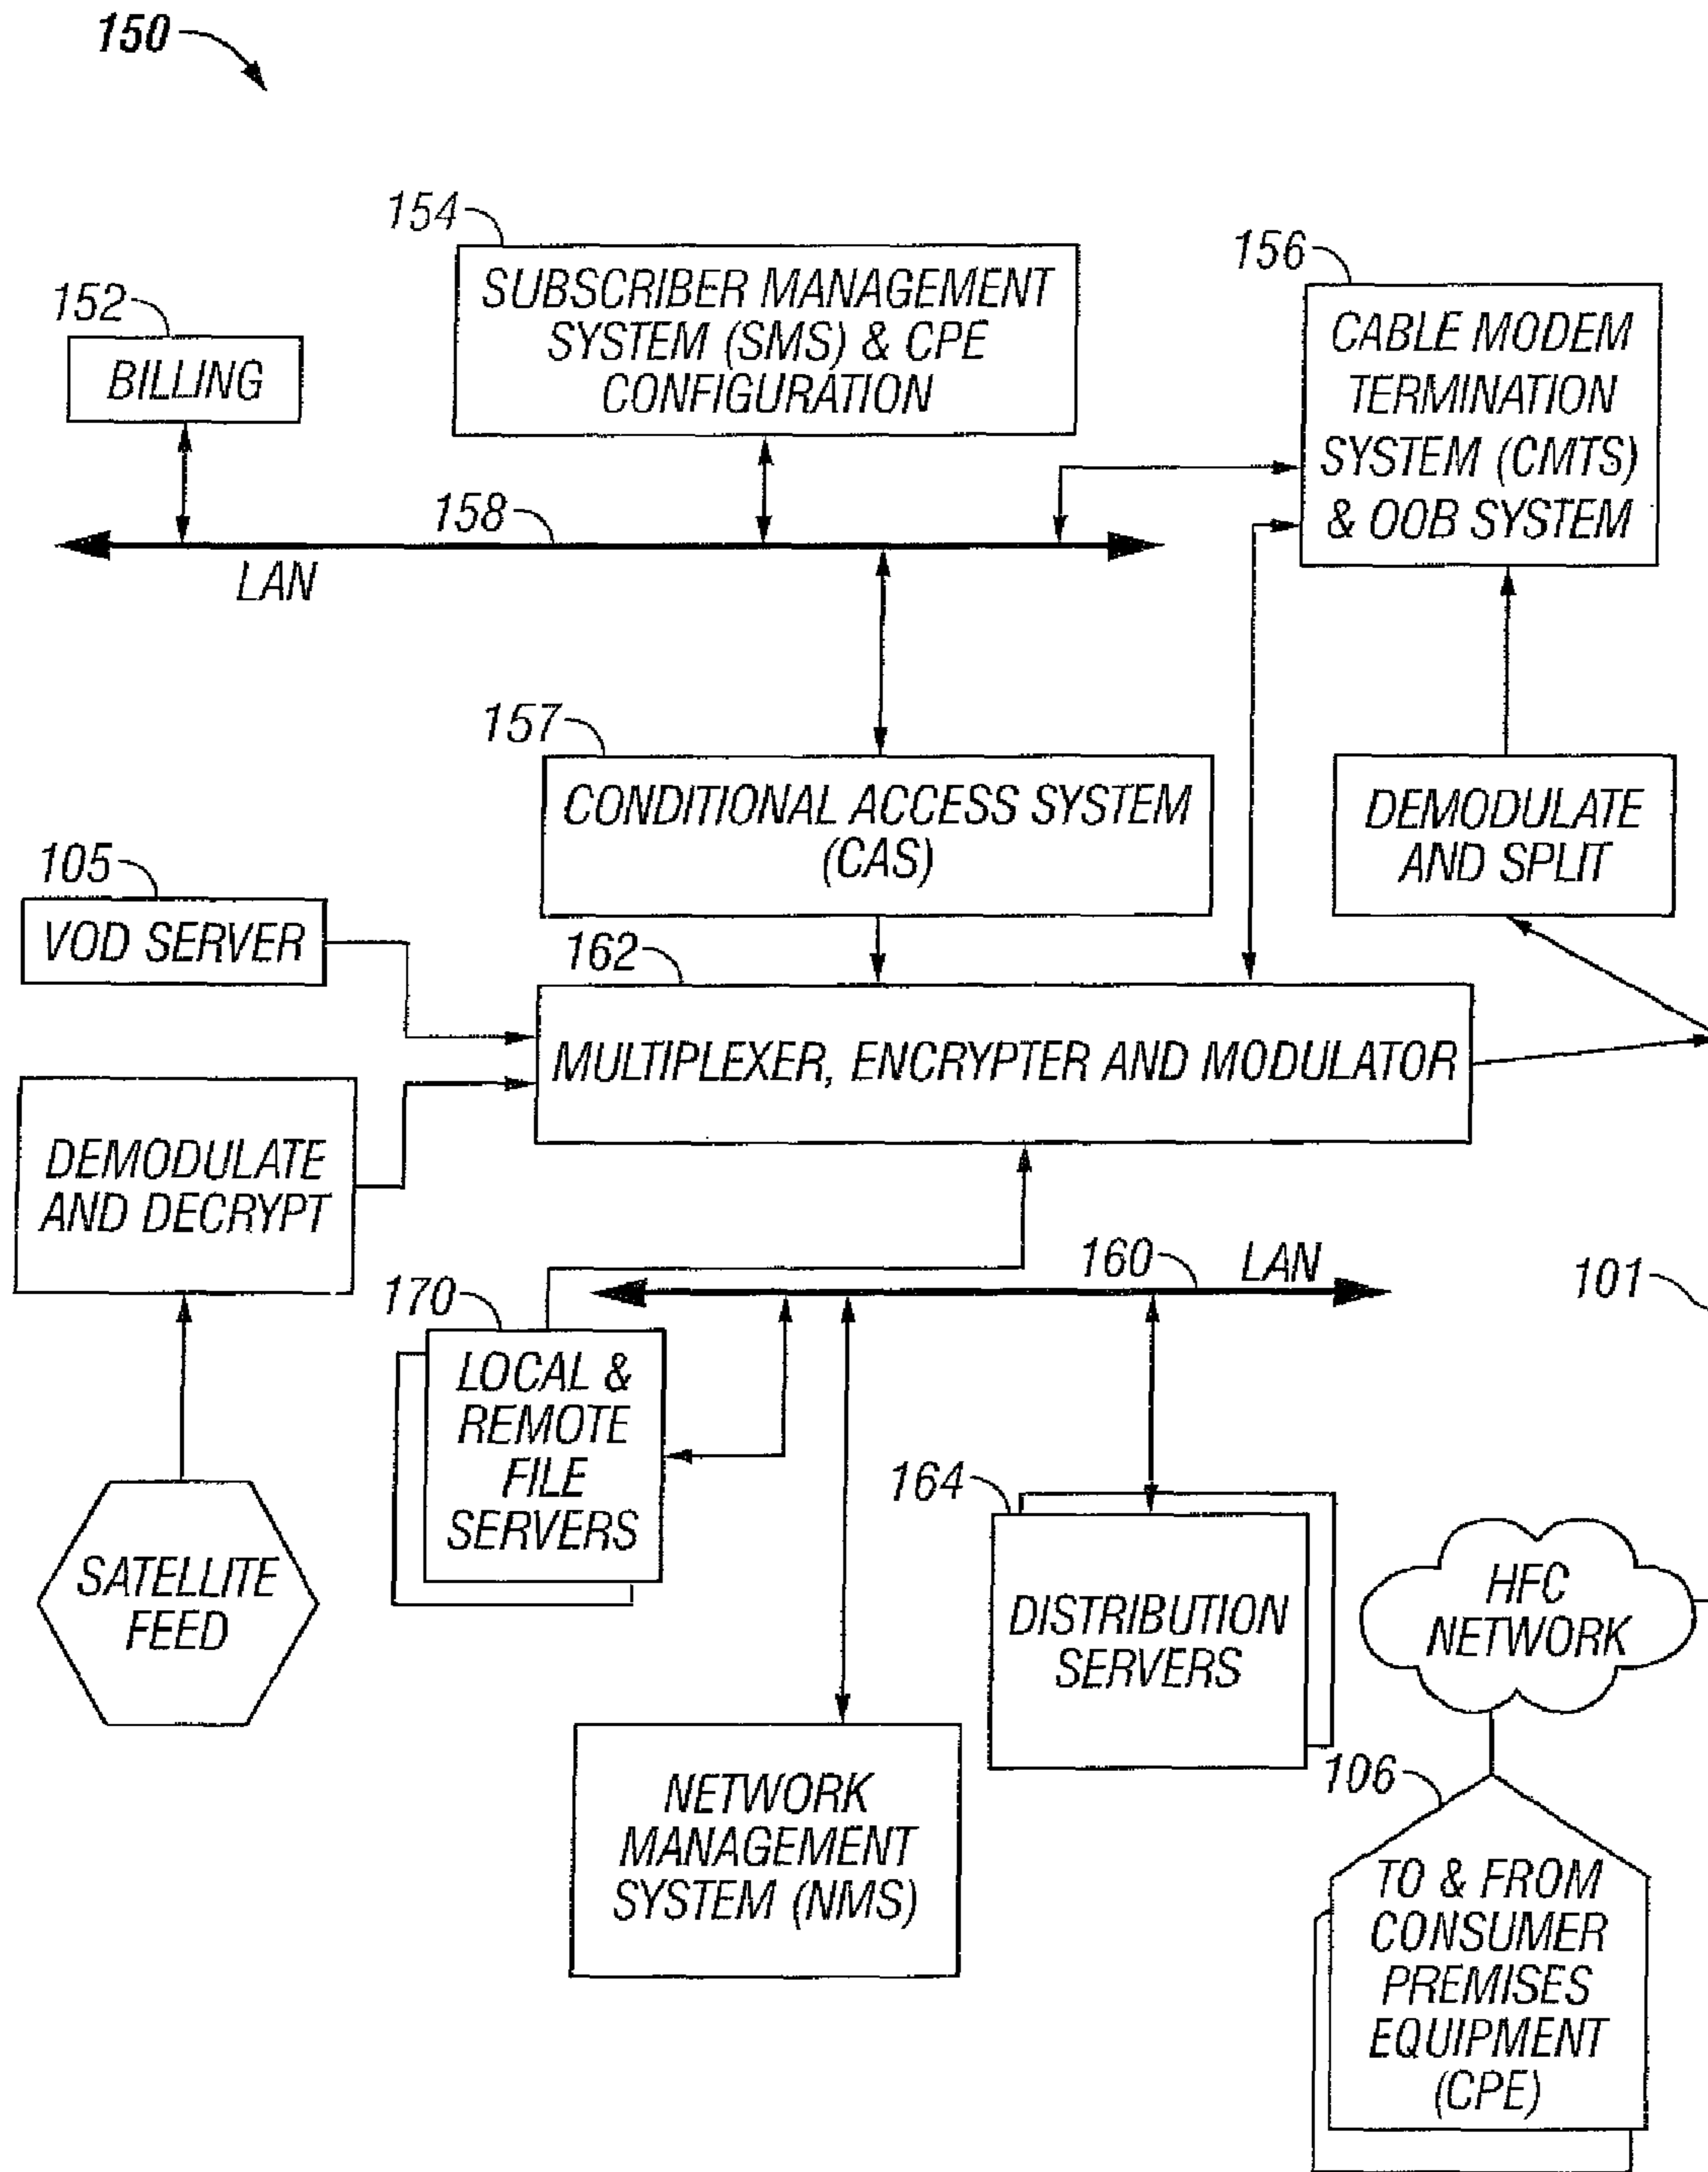 150
154
SUBSCRIBER MANAGEMENT
SYSTEM (SMS) & CPE
CONFIGURATION
156
CABLE MODEM
TERMINATION
SYSTEM (CMTS)
& OOB SYSTEM
152
BILLING
158
LAN
157
CONDITIONAL ACCESS SYSTEM
(CAS)
DEMODULATE
AND SPLIT
105
VOD SERVER
162
MULTIPLEXER, ENCRYPTER AND MODULATOR
DEMODULATE
AND DECRYPT
160
LAN
101
170
LOCAL &
REMOTE
FILE
SERVERS
SATELLITE
FEED
164
DISTRIBUTION
SERVERS
HFC
NETWORK
NETWORK
MANAGEMENT
SYSTEM (NMS)
106
TO & FROM
CONSUMER
PREMISES
EQUIPMENT
(CPE)